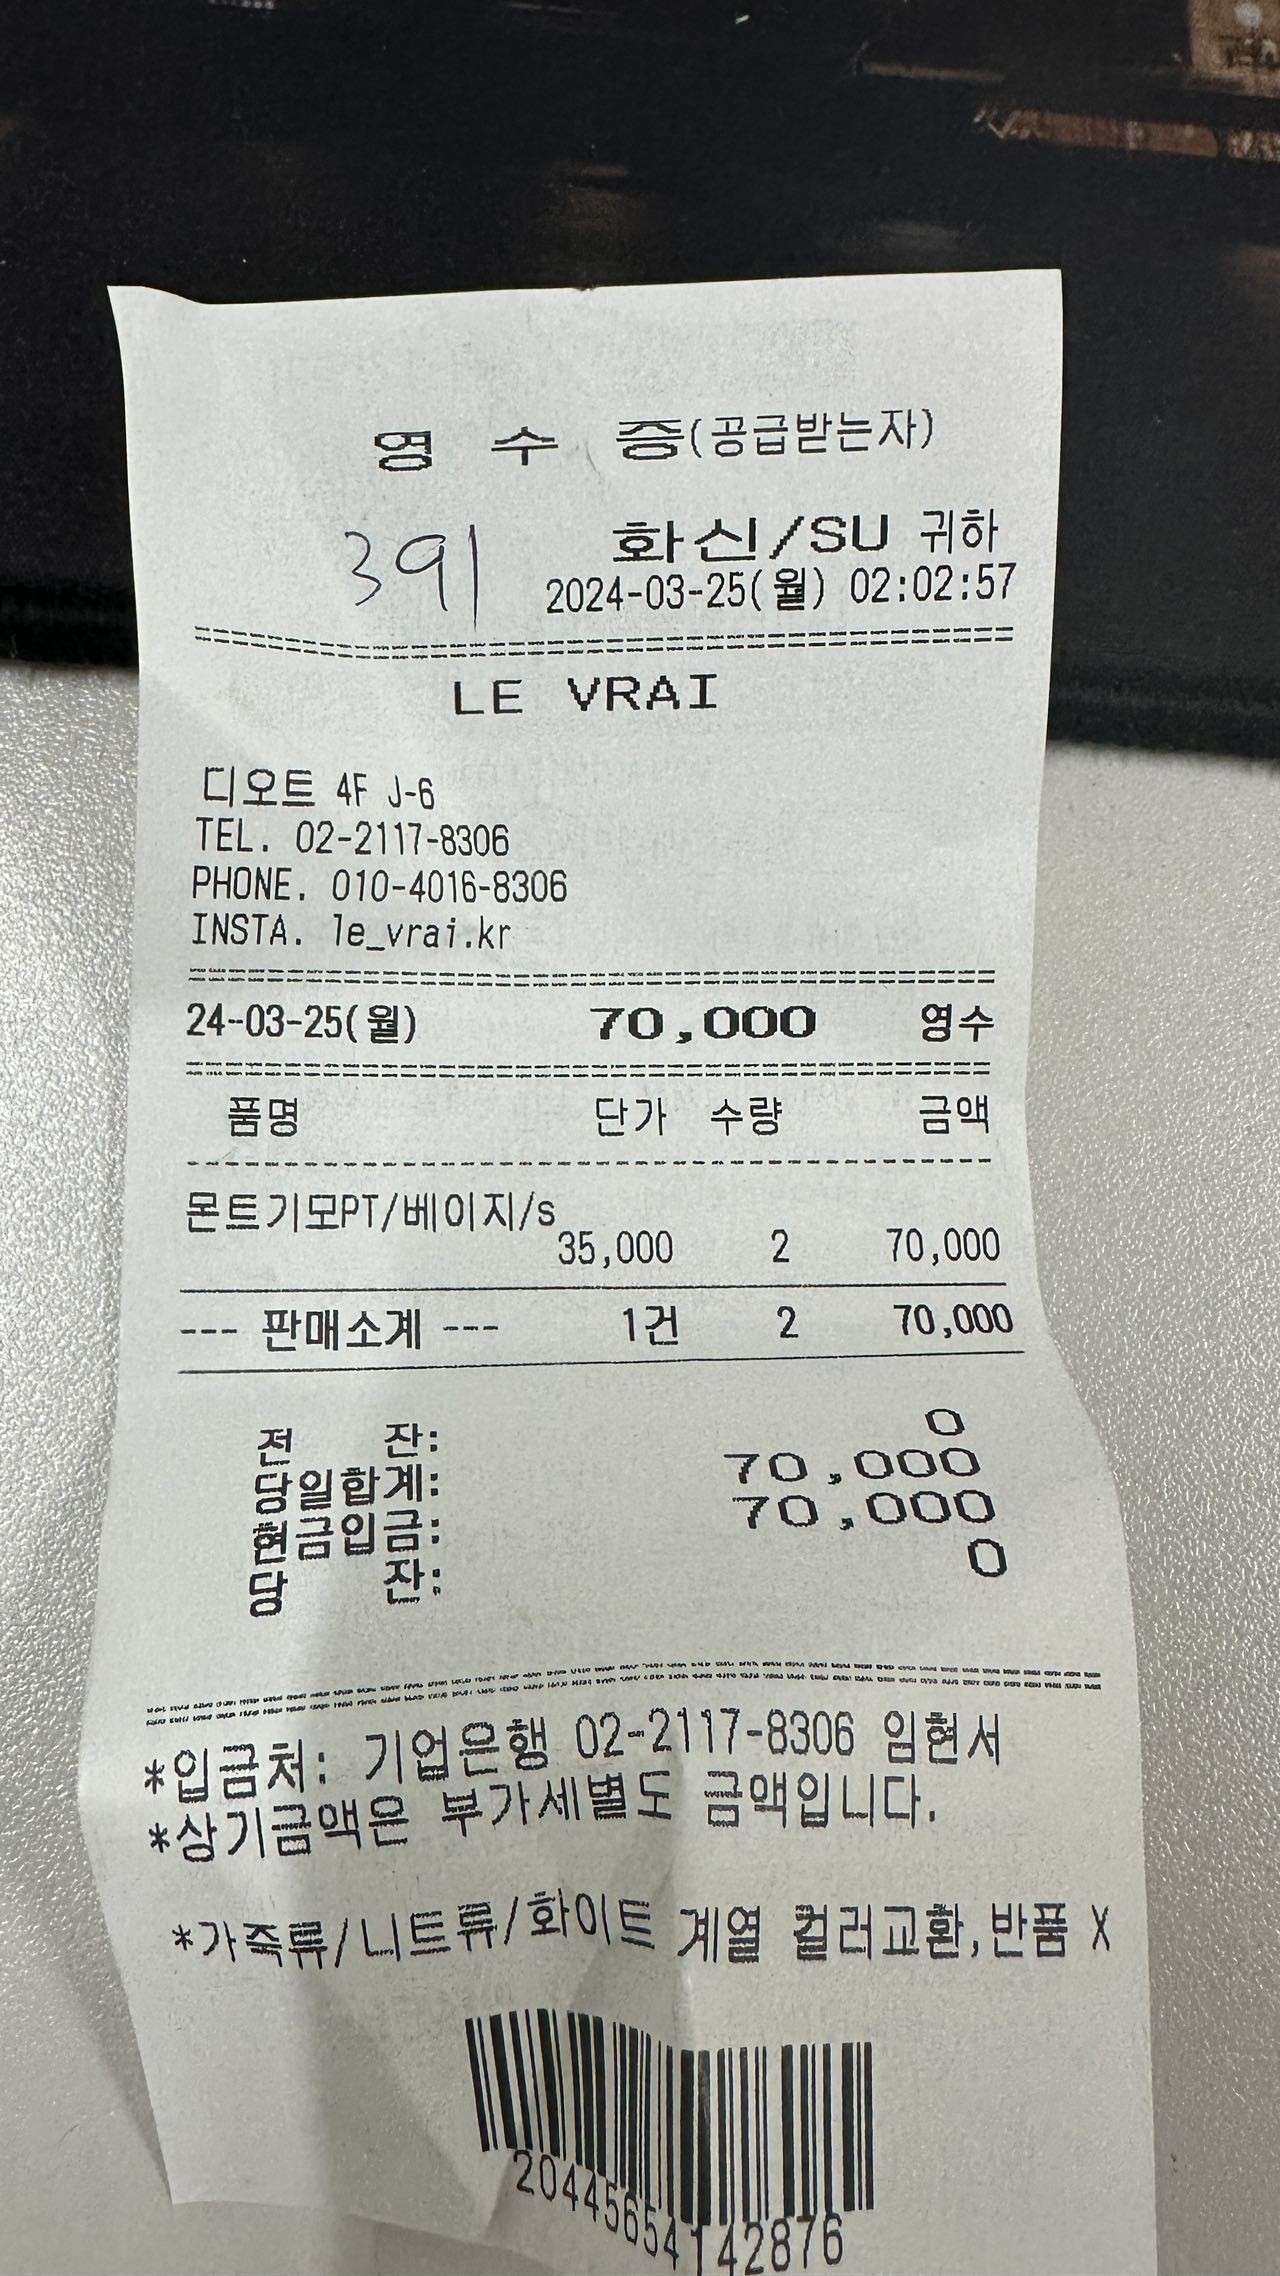 영 수 증(공급받는자)
391
화신/SU 귀하
2024-03-25(월) 02:02:57
LE VRAI
디오트 4F J-6
TEL. 02-2117-8306
PHONE. 010-4016-8306
INSTA. le_vrai.kr
24-03-25(월) 70,000 영수
품명 단가 수량 금액
몬트기모PT/베이지/s
35,000 2 70,000
--- 판매소계 --- 1건 2 70,000
전 잔: 0
당일합계: 70,000
현금입금: 70,000
당 잔: 0
*입금처: 기업은행 02-2117-8306 임현서
*상기금액은 부가세별도 금액입니다.
*가죽류/니트류/화이트 계열 컬러교환,반품 X
20445654142876